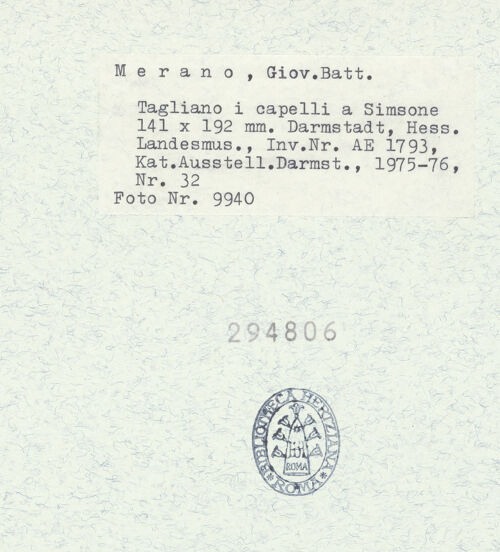 M e r a n o , Giov.Batt.
Tagliano i capelli a Simsone
141 x 192 mm. Darmstadt, Hess.
Landesmus., Inv.Nr. AE 1793,
Kat.Ausstell.Darmst., 1975-76,
Nr. 32
Foto Nr. 9940
294806
BIBLIOTHECA HERTZIANA
ROMA
* ROMA *